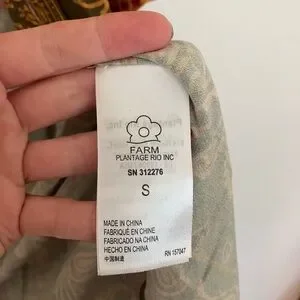 FARM
PLANTAGE RIO INC
SN 312276
S
MADE IN CHINA
FABRIQUÉ EN CHINE
FABRICADO NA CHINA
HECHO EN CHINA
中国制造
RN 157047